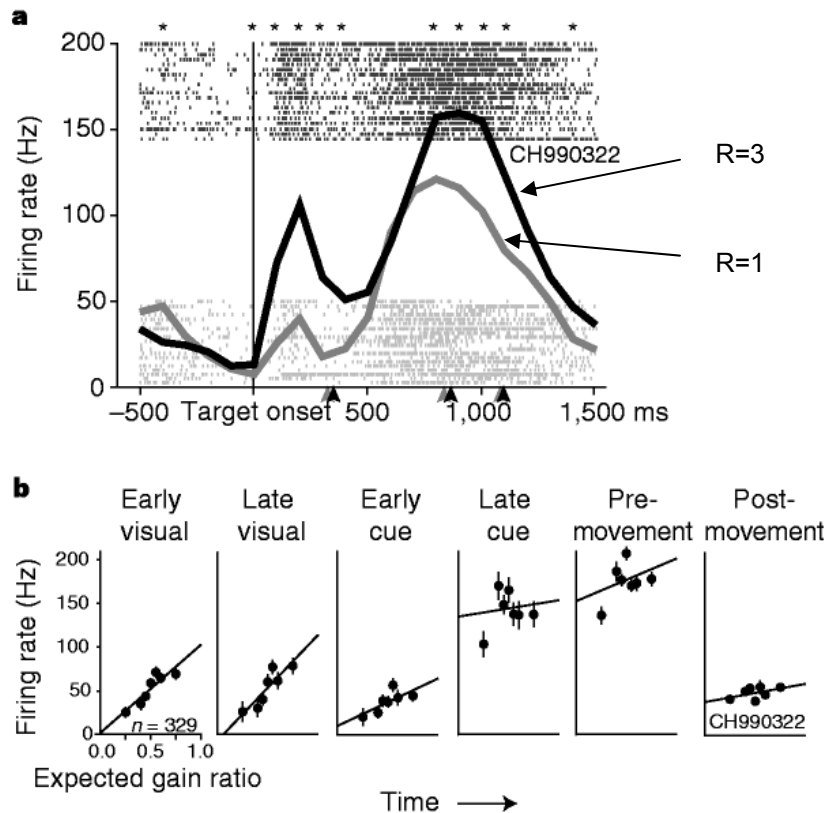 a
* * * * * * * * * * *
200
150
100
50
0
Firing rate (Hz)
CH990322
R=3
R=1
–500 Target onset 500 1,000 1,500 ms
b
Early visual
Late visual
Early cue
Late cue
Pre-movement
Post-movement
Firing rate (Hz)
200
150
100
50
0
n = 329
CH990322
0.0 0.5 1.0
Expected gain ratio
Time